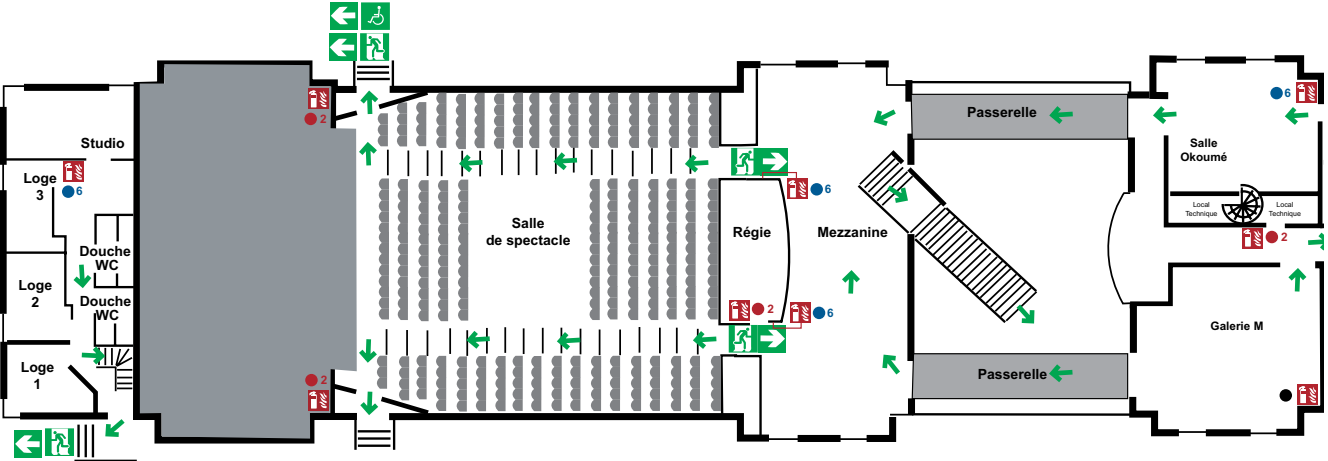 2
Passerelle
6
Studio
Salle
Okoumé
Loge
3
6
6
Local
Technique
Local
Technique
Salle
de spectacle
Régie
Mezzanine
2
Douche
WC
Loge
2
Douche
WC
2
6
Galerie M
Loge
1
2
Passerelle